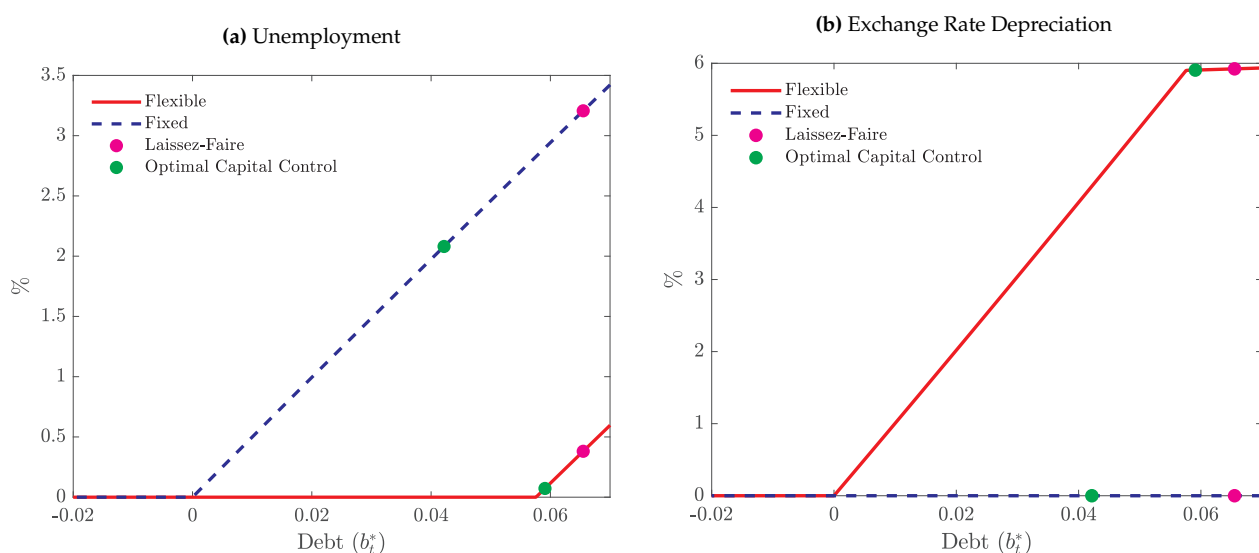 (a) Unemployment
3.5
3
2.5
2
1.5
1
0.5
0
%
-0.02
0
0.02
0.04
0.06
Debt (b*t)
Flexible
Fixed
Laissez-Faire
Optimal Capital Control
(b) Exchange Rate Depreciation
6
5
4
3
2
1
0
%
-0.02
0
0.02
0.04
0.06
Debt (b*t)
Flexible
Fixed
Laissez-Faire
Optimal Capital Control